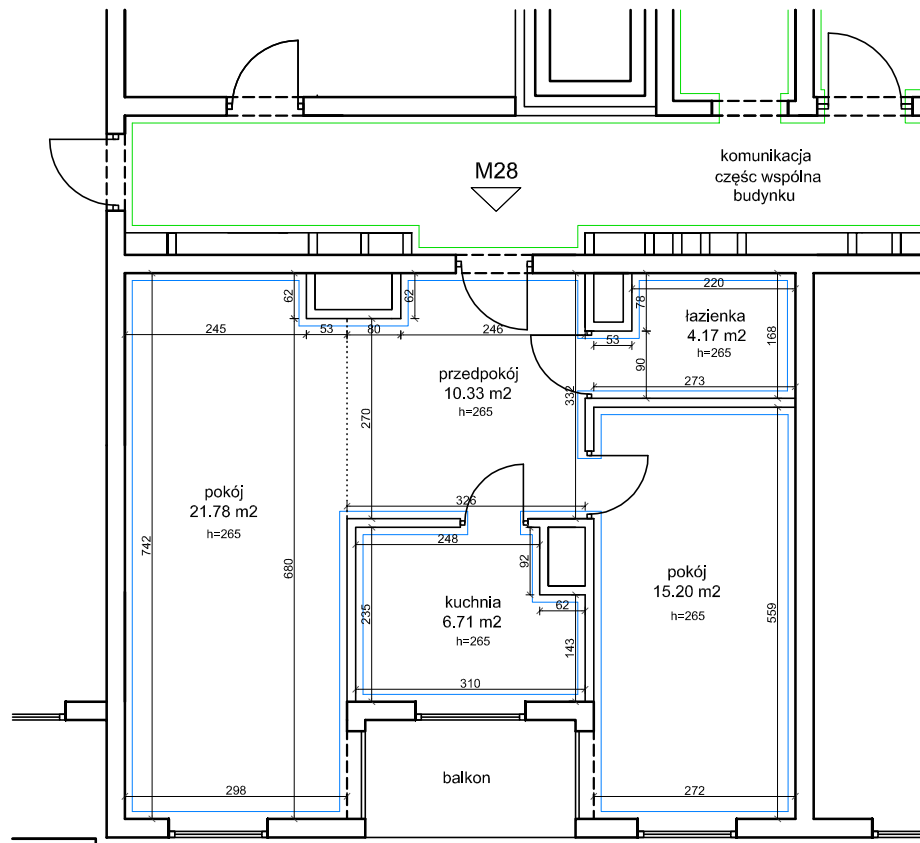 komunikacja
częśc wspólna
budynku
M28
62
62
78
220
łazienka
4.17 m2
h=265
168
245
53
80
246
53
90
273
332
przedpokój
10.33 m2
h=265
270
pokój
21.78 m2
h=265
326
742
680
248
92
pokój
15.20 m2
h=265
559
235
kuchnia
6.71 m2
h=265
62
143
310
balkon
298
272